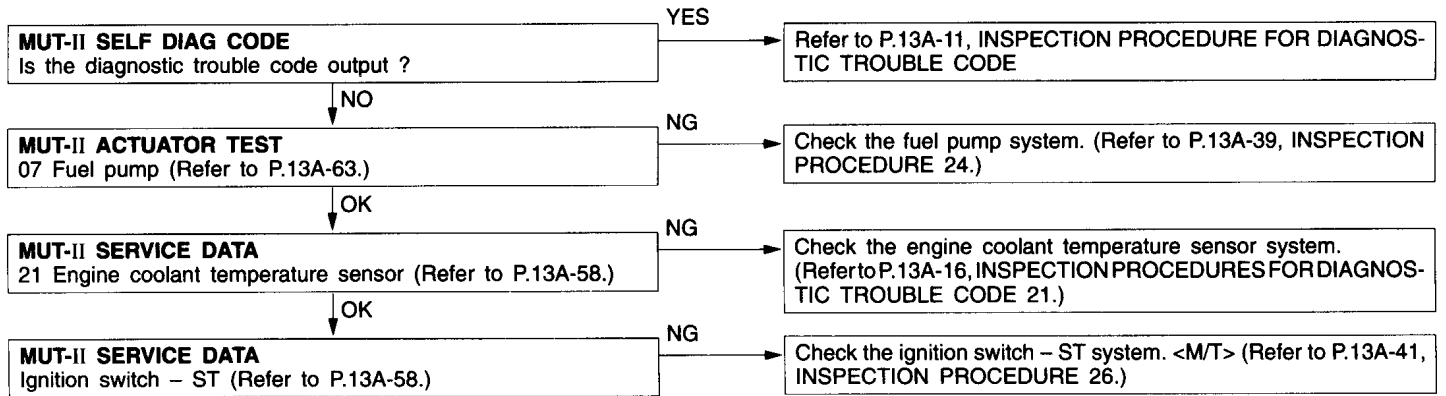 YES
MUT-II SELF DIAG CODE
Is the diagnostic trouble code output ?
Refer to P.13A-11, INSPECTION PROCEDURE FOR DIAGNOS-
TIC TROUBLE CODE
NO
MUT-II ACTUATOR TEST
07 Fuel pump (Refer to P.13A-63.)
NG
Check the fuel pump system. (Refer to P.13A-39, INSPECTION
PROCEDURE 24.)
OK
MUT-II SERVICE DATA
21 Engine coolant temperature sensor (Refer to P.13A-58.)
NG
Check the engine coolant temperature sensor system.
(Refer to P.13A-16, INSPECTION PROCEDURES FOR DIAGNOS-
TIC TROUBLE CODE 21.)
OK
MUT-II SERVICE DATA
Ignition switch – ST (Refer to P.13A-58.)
NG
Check the ignition switch – ST system. <M/T> (Refer to P.13A-41,
INSPECTION PROCEDURE 26.)